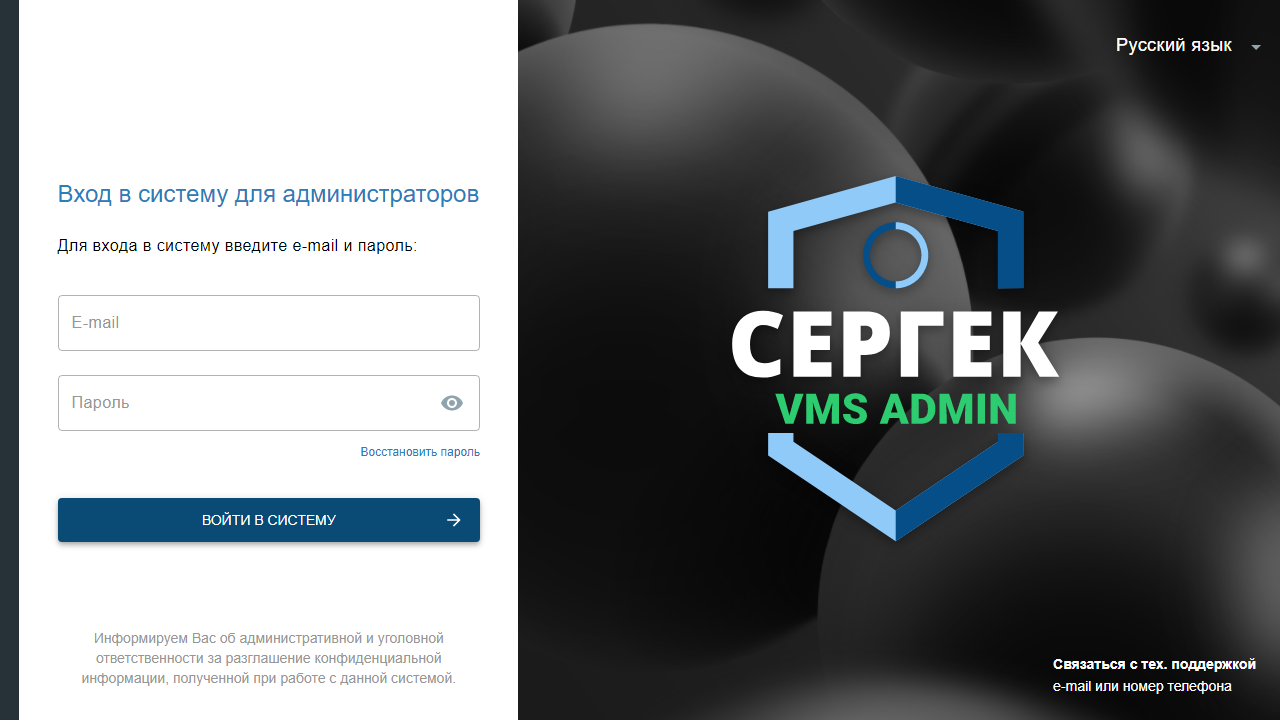 Вход в систему для администраторов
Для входа в систему введите e-mail и пароль:
E-mail
Пароль
Восстановить пароль
ВОЙТИ В СИСТЕМУ
Информируем Вас об административной и уголовной
ответственности за разглашение конфиденциальной
информации, полученной при работе с данной системой.
Русский язык
СЕРГЕК
VMS ADMIN
Связаться с тех. поддержкой
e-mail или номер телефона